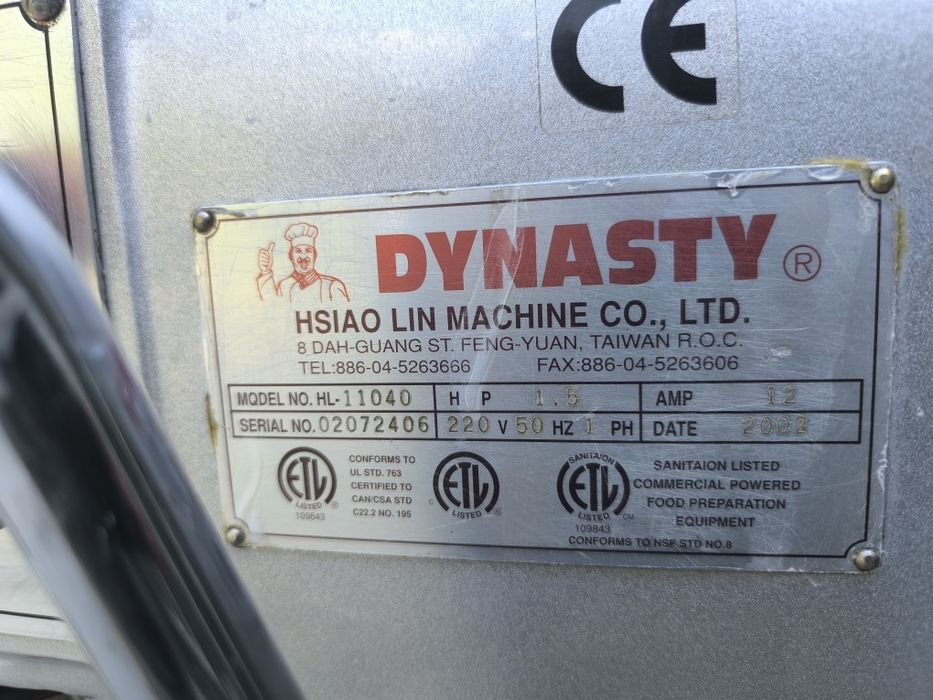 CE
DYNASTY®
HSIAO LIN MACHINE CO., LTD.
8 DAH-GUANG ST. FENG-YUAN, TAIWAN R.O.C.
TEL:886-04-5263666 FAX:886-04-5263606
MODEL NO. HL-11040 H P 1.5 AMP 12
SERIAL NO. 02072406 220 V 50 HZ 1 PH DATE 2002
ETL LISTED ® 109843
CONFORMS TO
UL STD. 763
CERTIFIED TO
CAN/CSA STD
C22.2 NO. 195
C ETL LISTED ®
SANITAION ETL LISTED CM 109843
SANITAION LISTED
COMMERCIAL POWERED
FOOD PREPARATION
EQUIPMENT
CONFORMS TO NSF STD NO.8